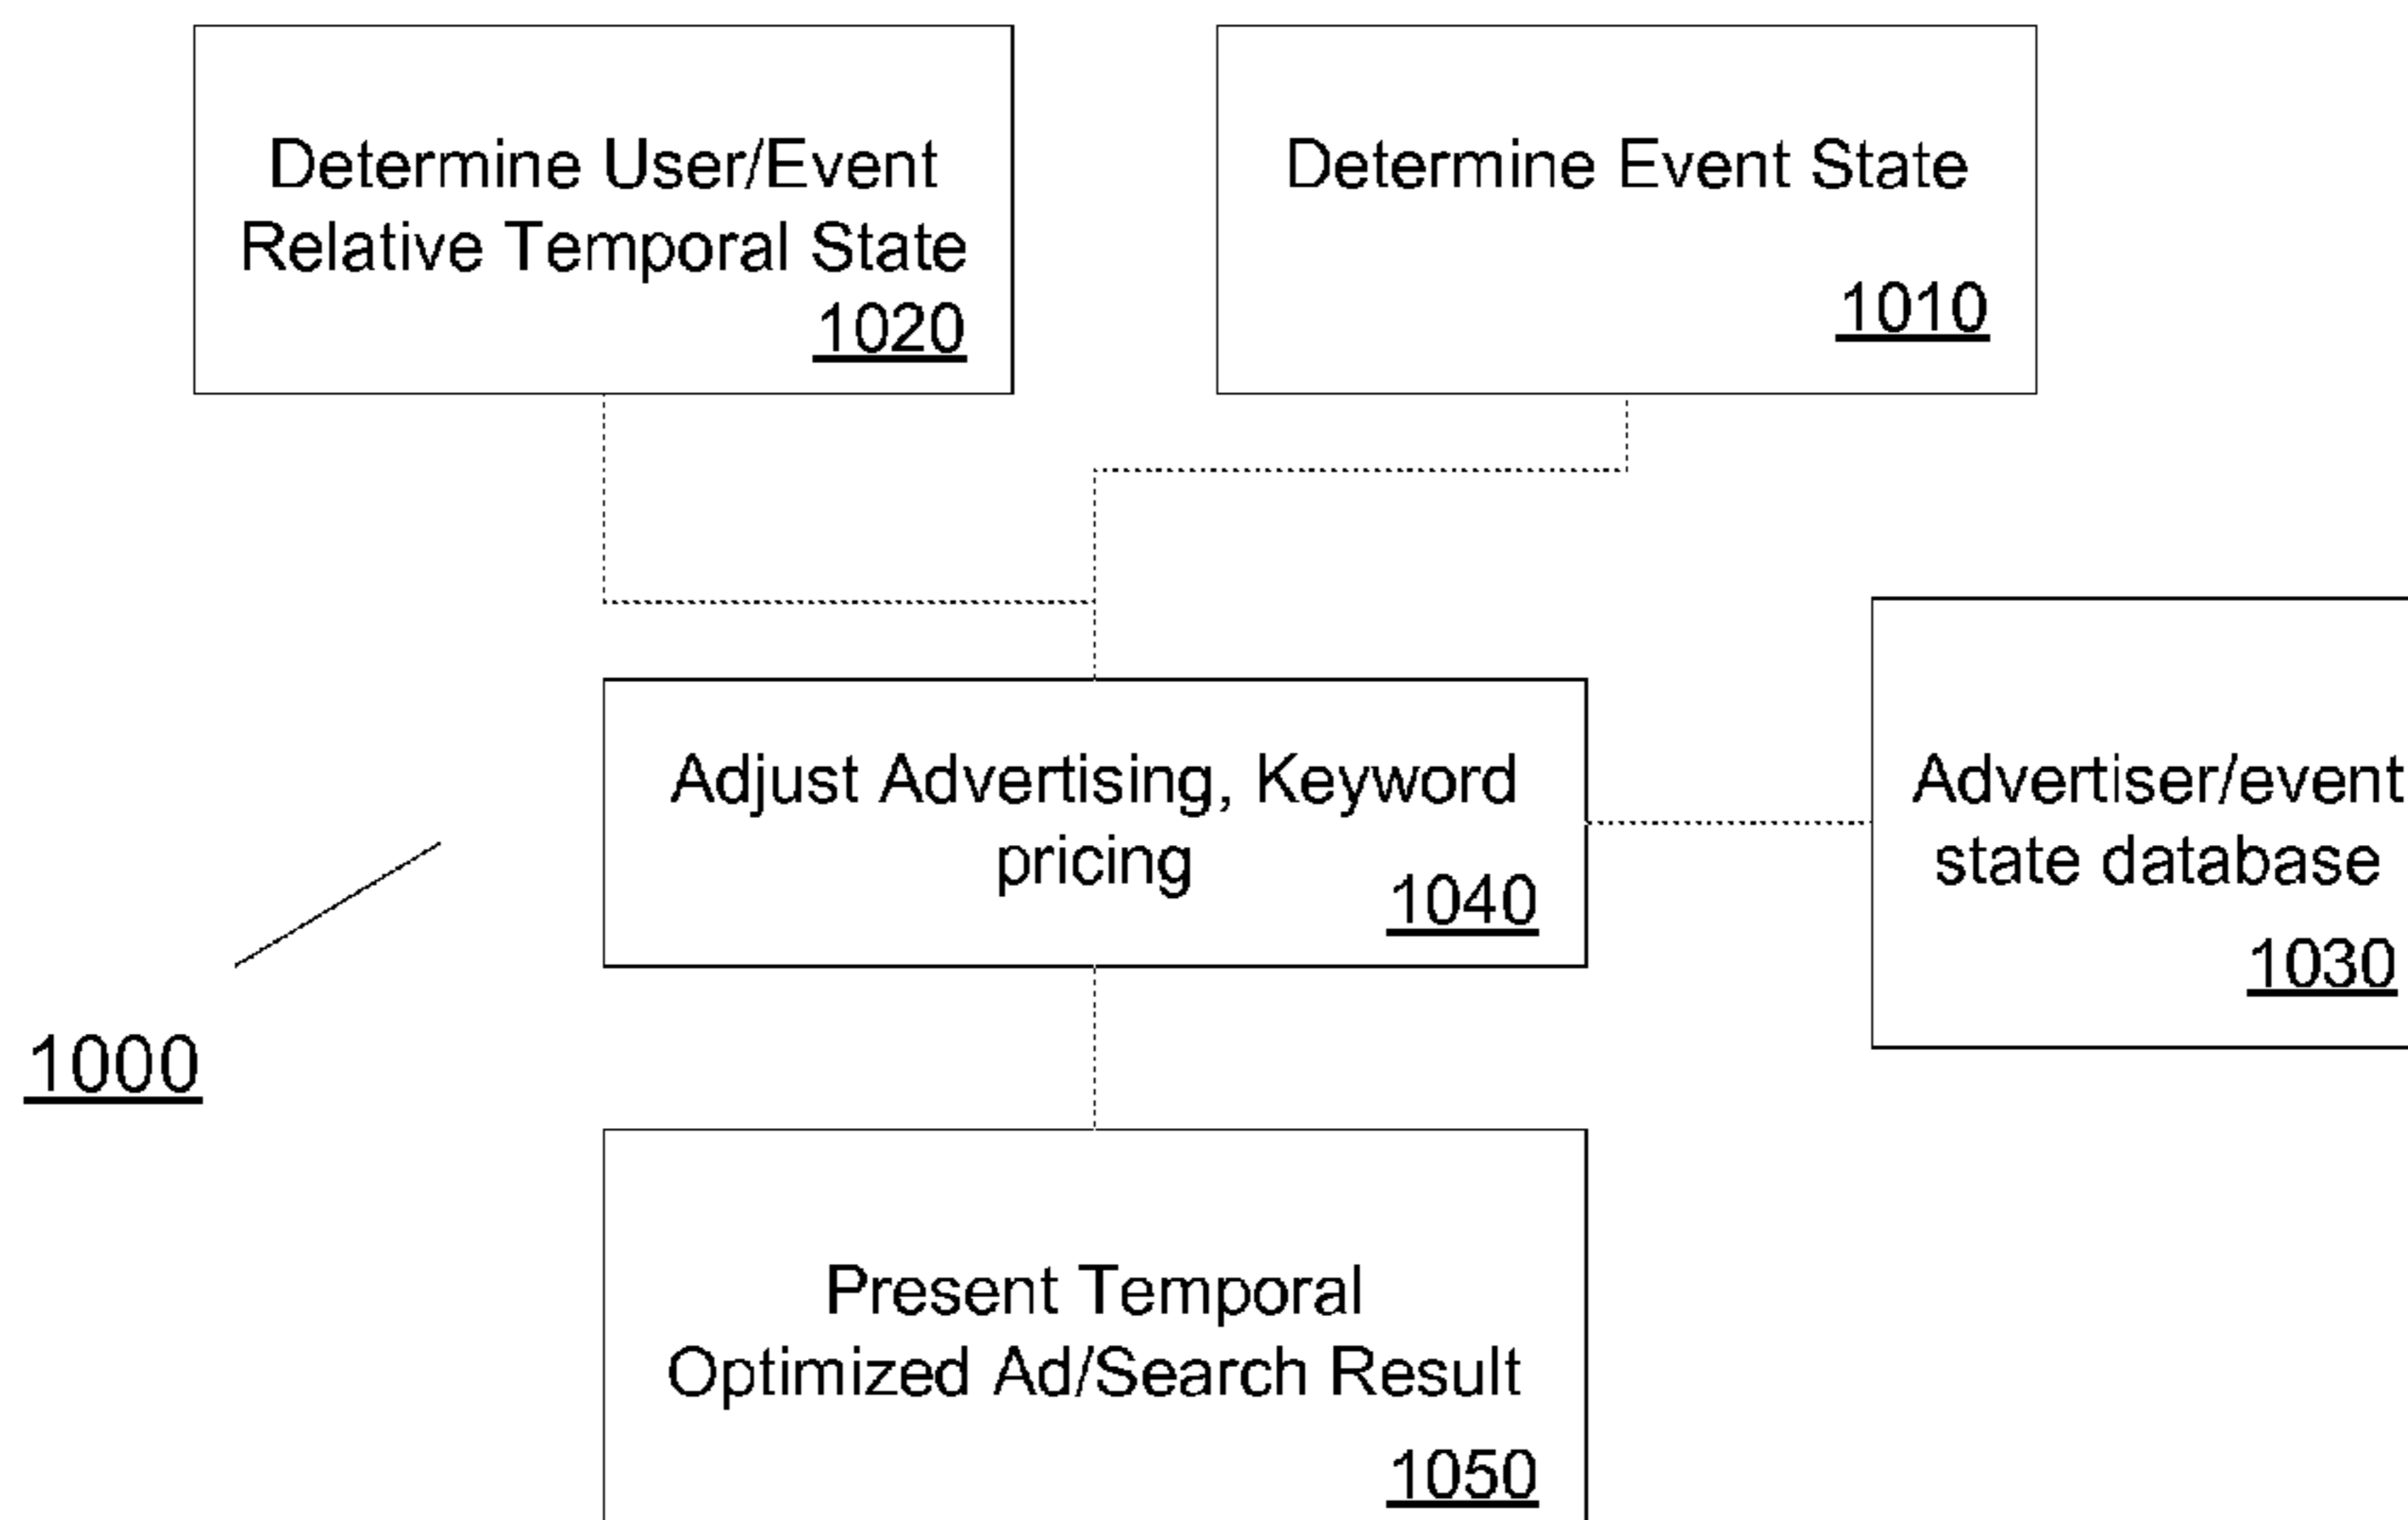 Determine User/Event
Relative Temporal State
1020
Determine Event State
1010
Adjust Advertising, Keyword
pricing
1040
Advertiser/event
state database
1030
1000
Present Temporal
Optimized Ad/Search Result
1050